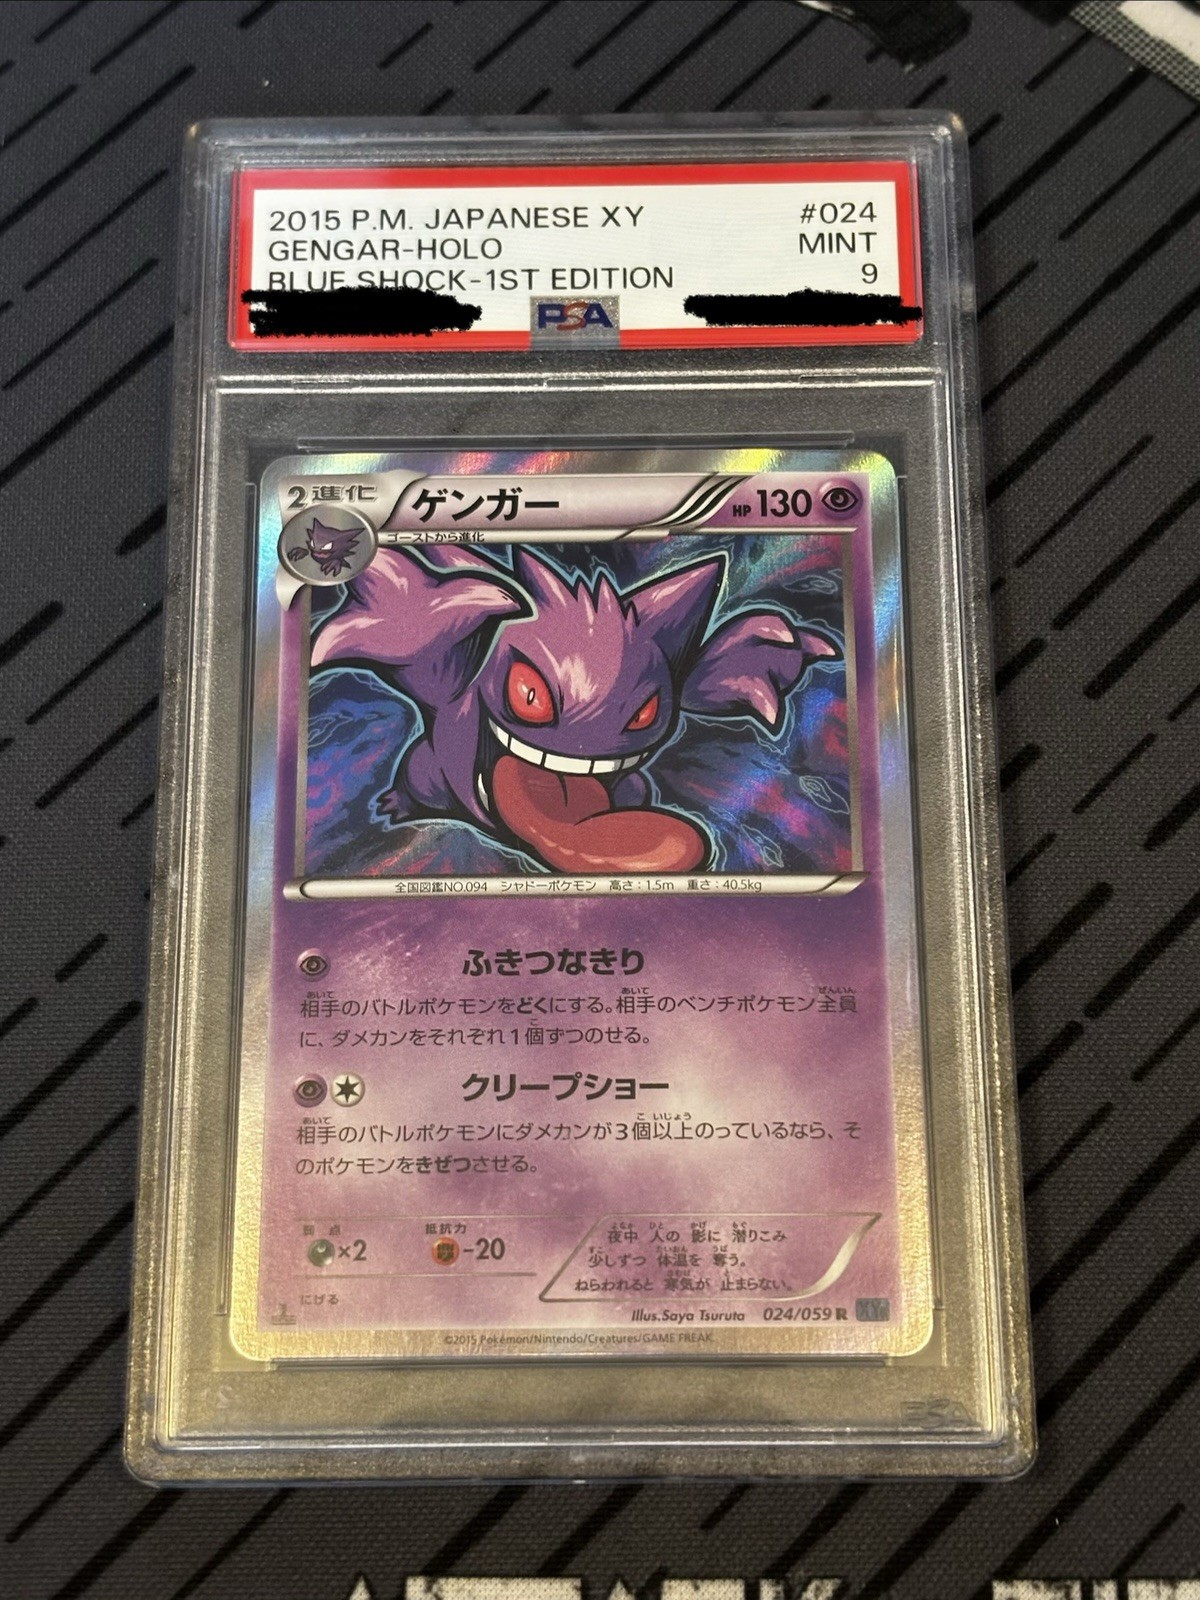 2015 P.M. JAPANESE XY #024
GENGAR-HOLO MINT
BLUE SHOCK-1ST EDITION 9
PSA
2進化 ゲンガー HP130
ゴーストから進化
全国図鑑NO.094 シャドーポケモン 高さ:1.5m 重さ:40.5kg
ふきつなきり
相手のバトルポケモンをどくにする。相手のベンチポケモン全員
に、ダメカンをそれぞれ1個ずつのせる。
クリープショー
相手のバトルポケモンにダメカンが3個以上のっているなら、そ
のポケモンをきぜつさせる。
弱点 抵抗力
×2 -20
にげる
夜中 人の 影に 潜りこみ
少しずつ 体温を 奪う。
ねらわれると 寒気が 止まらない。
Illus.Saya Tsuruta 024/059 R XY
©2015 Pokémon/Nintendo/Creatures/GAME FREAK.